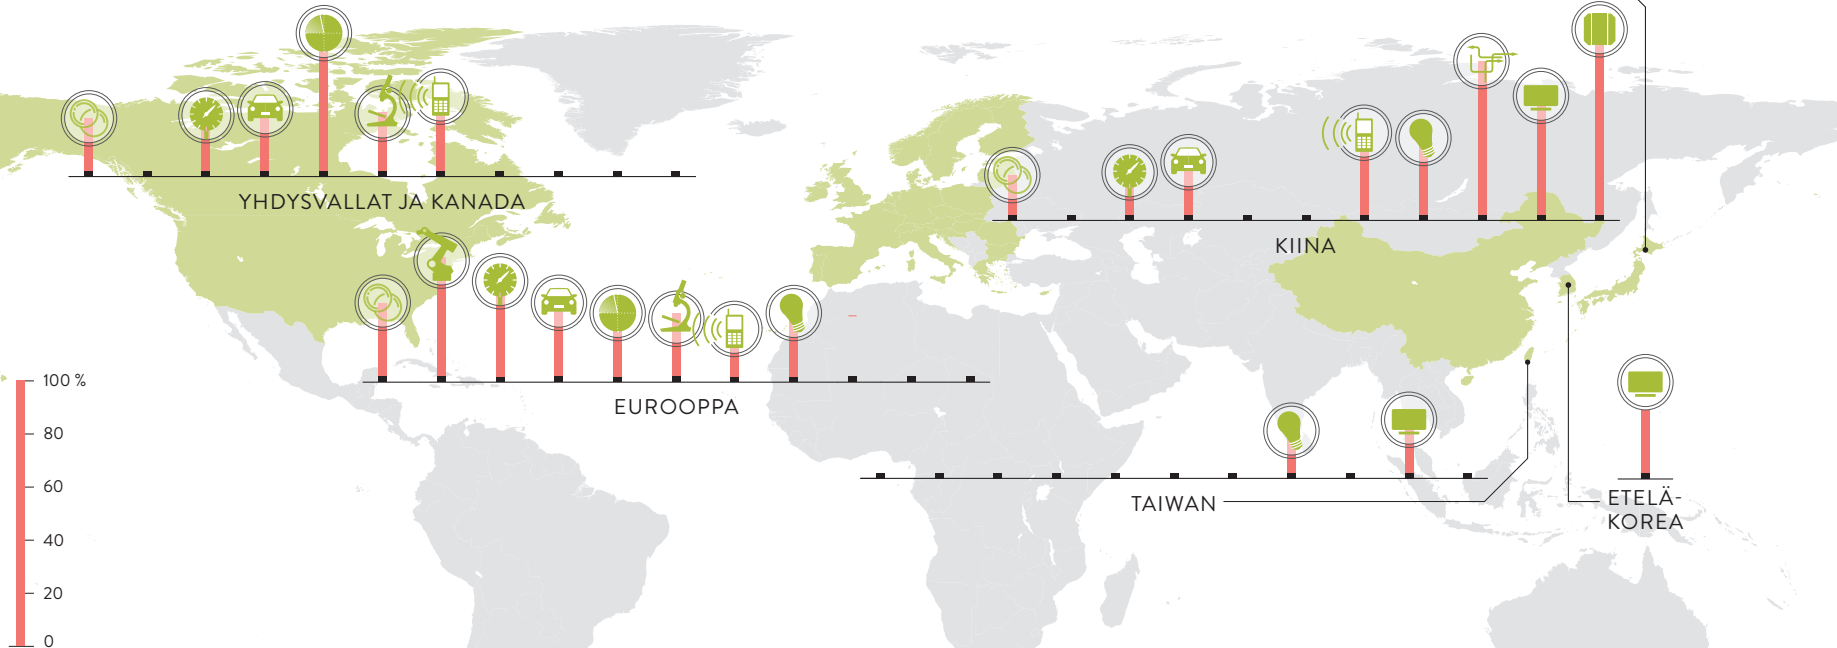 YHDYSVALLAT JA KANADA
KIINA
EUROOPPA
100 %
80
60
40
20
0
TAIWAN
ETELÄ-
KOREA